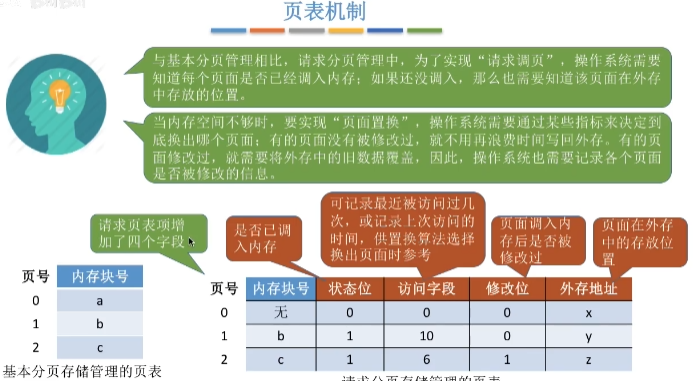 页表机制
与基本分页管理相比，请求分页管理中，为了实现“请求调页”，操作系统需要
知道每个页面是否已经调入内存；如果还没调入，那么也需要知道该页面在外存
中存放的位置。
当内存空间不够时，要实现“页面置换”，操作系统需要通过某些指标来决定到
底换出哪个页面；有的页面没有被修改过，就不用再浪费时间写回外存。有的页
面修改过，就需要将外存中的旧数据覆盖，因此，操作系统也需要记录各个页面
是否被修改的信息。
请求页表项增
加了四个字段
是否已调
入内存
可记录最近被访问过几
次，或记录上次访问的
时间，供置换算法选择
换出页面时参考
页面调入内
存后是否被
修改过
页面在外存
中的存放位
置
页号 内存块号
0 a
1 b
2 c
基本分页存储管理的页表
页号 内存块号 状态位 访问字段 修改位 外存地址
0 无 0 0 0 x
1 b 1 10 0 y
2 c 1 6 1 z
请求分页存储管理的页表